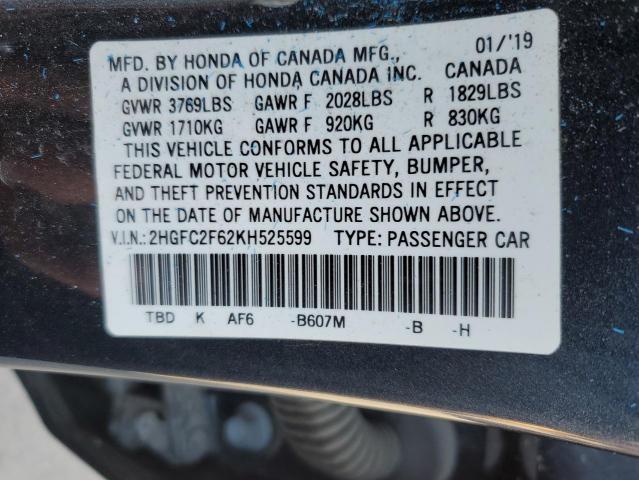 MFD. BY HONDA OF CANADA MFG., 01/'19
A DIVISION OF HONDA CANADA INC. CANADA
GVWR 3769LBS GAWR F 2028LBS R 1829LBS
GVWR 1710KG GAWR F 920KG R 830KG
THIS VEHICLE CONFORMS TO ALL APPLICABLE
FEDERAL MOTOR VEHICLE SAFETY, BUMPER,
AND THEFT PREVENTION STANDARDS IN EFFECT
ON THE DATE OF MANUFACTURE SHOWN ABOVE.
V.I.N.: 2HGFC2F62KH525599 TYPE: PASSENGER CAR
TBD K AF6 -B607M -B -H